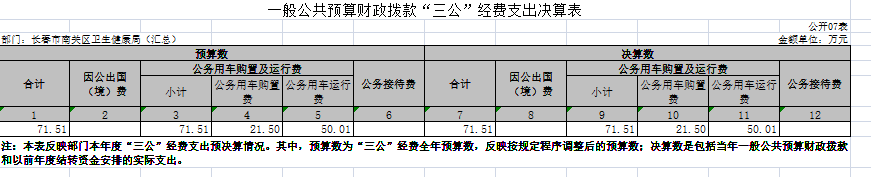 一般公共预算财政拨款“三公”经费支出决算表
公开07表
部门：长春市南关区卫生健康局（汇总） 金额单位：万元
预算数 决算数
合计 因公出国（境）费 公务用车购置及运行费 公务接待费 合计 因公出国（境）费 公务用车购置及运行费 公务接待费
小计 公务用车购置费 公务用车运行费 小计 公务用车购置费 公务用车运行费
1 2 3 4 5 6 7 8 9 10 11 12
71.51 71.51 21.50 50.01 71.51 71.51 21.50 50.01
注：本表反映部门本年度“三公”经费支出预决算情况。其中，预算数为“三公”经费全年预算数，反映按规定程序调整后的预算数；决算数是包括当年一般公共预算财政拨款
和以前年度结转资金安排的实际支出。